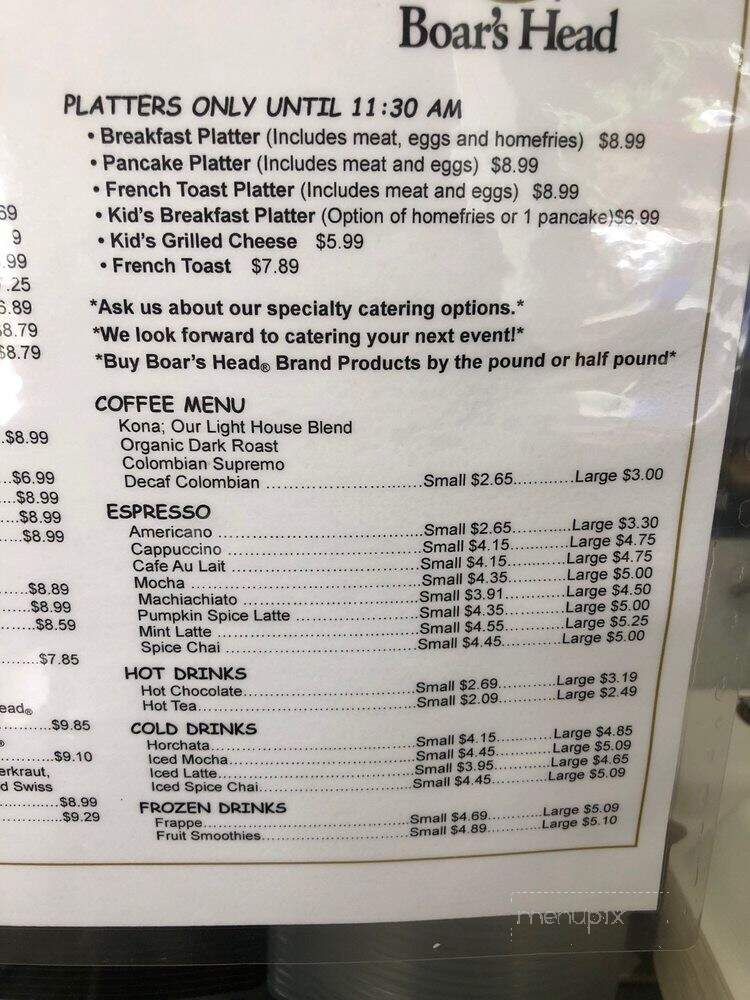 Boar's Head
PLATTERS ONLY UNTIL 11:30 AM
• Breakfast Platter (Includes meat, eggs and homefries) $8.99
• Pancake Platter (Includes meat and eggs) $8.99
• French Toast Platter (Includes meat and eggs) $8.99
• Kid's Breakfast Platter (Option of homefries or 1 pancake)$6.99
• Kid's Grilled Cheese $5.99
• French Toast $7.89
*Ask us about our specialty catering options.*
*We look forward to catering your next event!*
*Buy Boar's Head® Brand Products by the pound or half pound*
COFFEE MENU
Kona; Our Light House Blend
Organic Dark Roast
Colombian Supremo
Decaf Colombian ........................Small $2.65............Large $3.00
ESPRESSO
Americano ........................Small $2.65............Large $3.30
Cappuccino ........................Small $4.15............Large $4.75
Cafe Au Lait ........................Small $4.15............Large $4.75
Mocha ........................Small $4.35............Large $5.00
Machiachiato ........................Small $3.91............Large $4.50
Pumpkin Spice Latte ........................Small $4.35............Large $5.00
Mint Latte ........................Small $4.55............Large $5.25
Spice Chai ........................Small $4.45............Large $5.00
HOT DRINKS
Hot Chocolate........................Small $2.69............Large $3.19
Hot Tea........................Small $2.09............Large $2.49
COLD DRINKS
Horchata........................Small $4.15............Large $4.85
Iced Mocha........................Small $4.45............Large $5.09
Iced Latte........................Small $3.95............Large $4.65
Iced Spice Chai........................Small $4.45............Large $5.09
FROZEN DRINKS
Frappe........................Small $4.69............Large $5.09
Fruit Smoothies........................Small $4.89............Large $5.10
69
9
.99
.25
6.89
$8.79
$8.79
.$8.99
...$6.99
....$8.99
.....$8.99
.....$8.99
......$8.89
......$8.99
.......$8.59
........$7.85
ead®
..........$9.85
®
..........$9.10
erkraut,
d Swiss
...........$8.99
...........$9.29
menupix